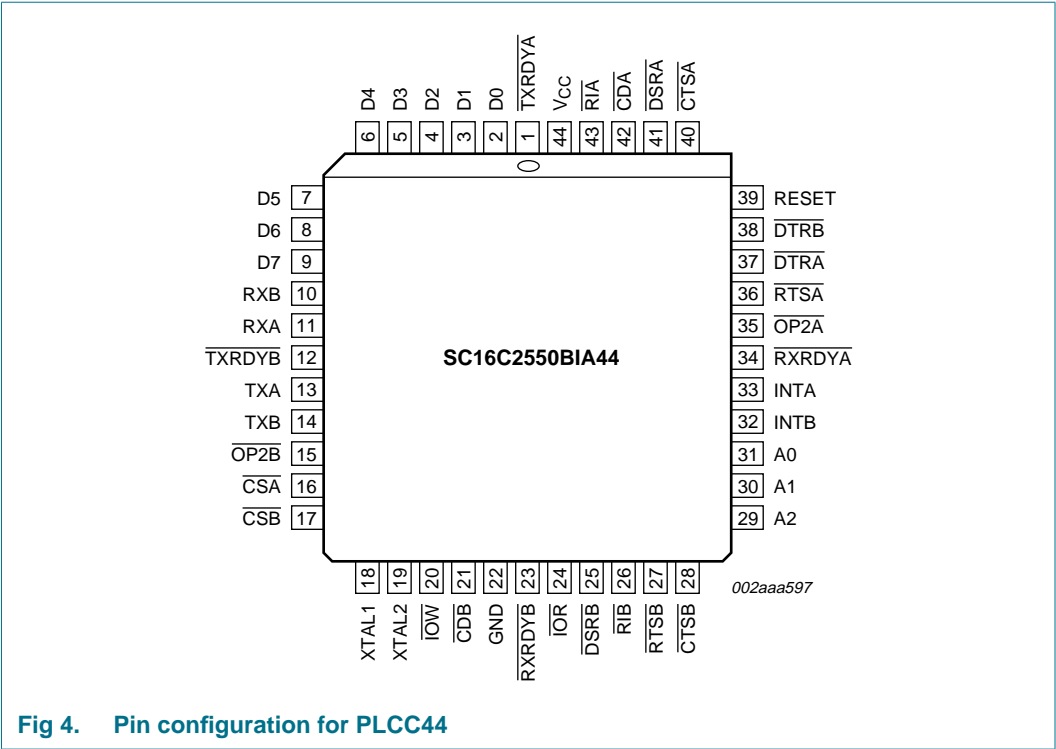 D4 D3 D2 D1 D0 TXRDYA VCC RIA CDA DSRA CTSA
6 5 4 3 2 1 44 43 42 41 40
D5 7
D6 8
D7 9
RXB 10
RXA 11
TXRDYB 12
TXA 13
TXB 14
OP2B 15
CSA 16
CSB 17
SC16C2550BIA44
39 RESET
38 DTRB
37 DTRA
36 RTSA
35 OP2A
34 RXRDYA
33 INTA
32 INTB
31 A0
30 A1
29 A2
18 19 20 21 22 23 24 25 26 27 28
XTAL1 XTAL2 IOW CDB GND RXRDYB IOR DSRB RIB RTSB CTSB
002aaa597
Fig 4. Pin configuration for PLCC44